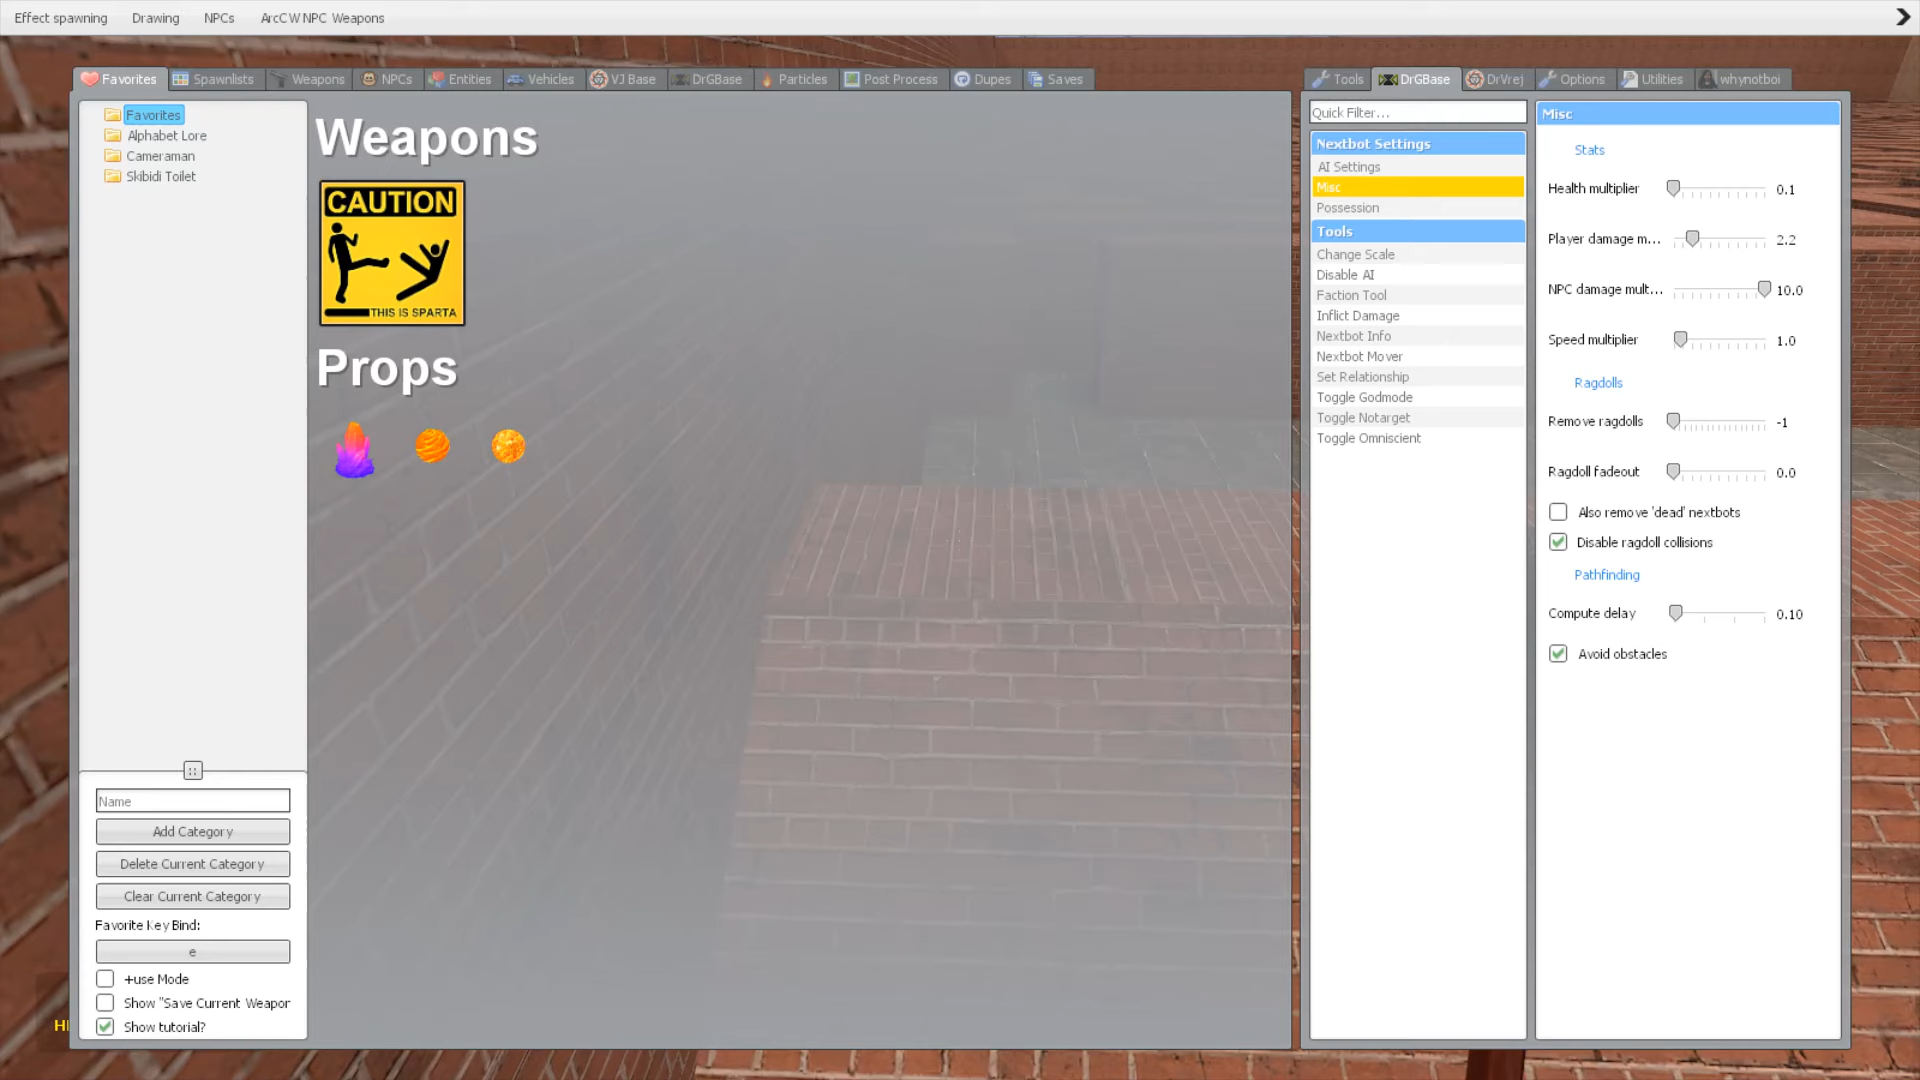 Effect spawning Drawing NPCs ArcCW NPC Weapons
Favorites Spawnlists Weapons NPCs Entities Vehicles VJ Base DrGBase Particles Post Process Dupes Saves
Favorites
Alphabet Lore
Cameraman
Skibidi Toilet
Name
Add Category
Delete Current Category
Clear Current Category
Favorite Key Bind:
e
+use Mode
Show "Save Current Weapon
Show tutorial?
Weapons
CAUTION
THIS IS SPARTA
Props
Tools DrGBase DrVrej Options Utilities whynotboi
Quick Filter...
Nextbot Settings
AI Settings
Misc
Possession
Tools
Change Scale
Disable AI
Faction Tool
Inflict Damage
Nextbot Info
Nextbot Mover
Set Relationship
Toggle Godmode
Toggle Notarget
Toggle Omniscient
Misc
Stats
Health multiplier 0.1
Player damage m... 2.2
NPC damage mult... 10.0
Speed multiplier 1.0
Ragdolls
Remove ragdolls -1
Ragdoll fadeout 0.0
Also remove 'dead' nextbots
Disable ragdoll collisions
Pathfinding
Compute delay 0.10
Avoid obstacles